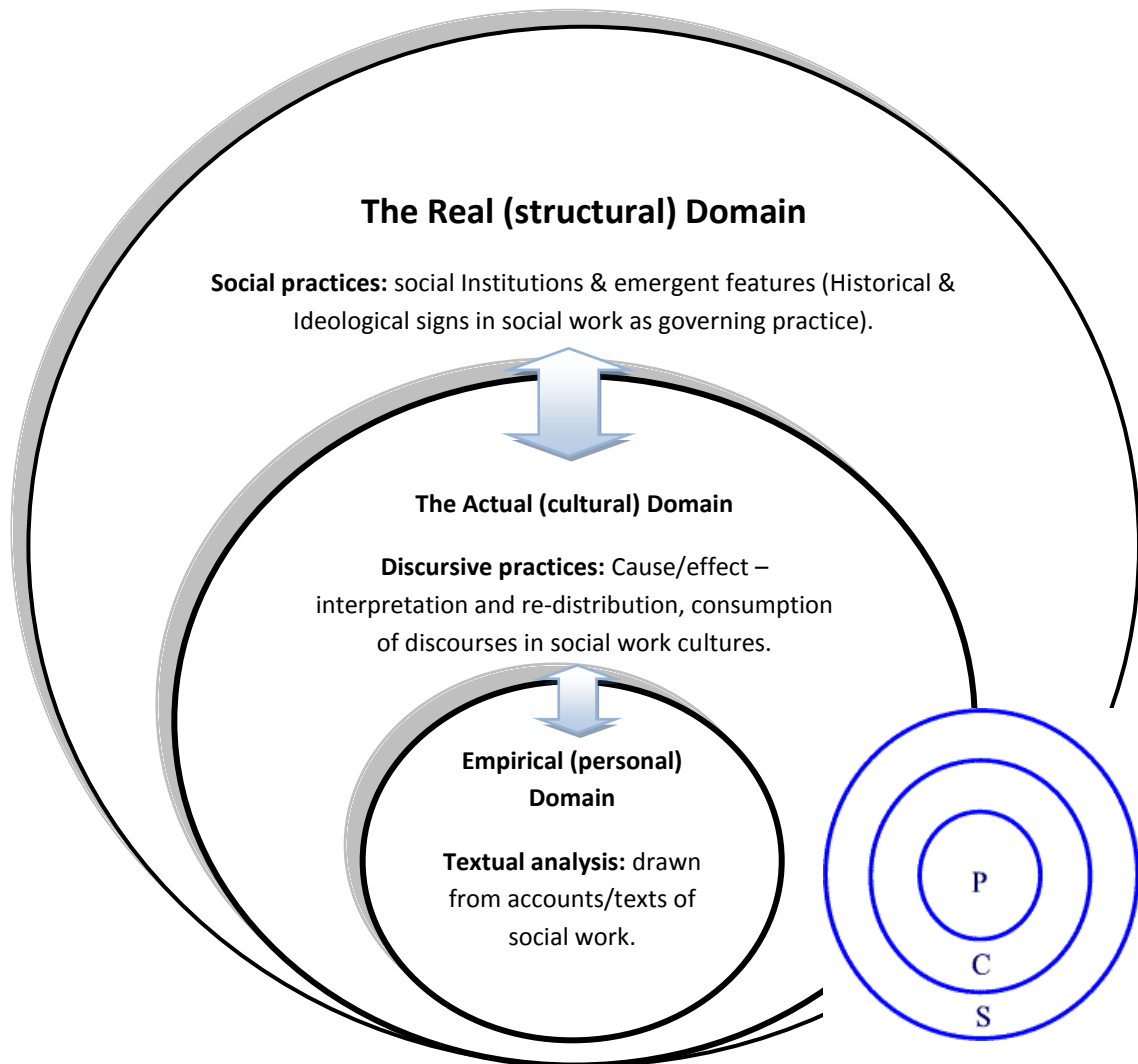 The Real (structural) Domain
Social practices: social Institutions & emergent features (Historical &
Ideological signs in social work as governing practice).
The Actual (cultural) Domain
Discursive practices: Cause/effect –
interpretation and re-distribution, consumption
of discourses in social work cultures.
Empirical (personal)
Domain
Textual analysis: drawn
from accounts/texts of
social work.
P
C
S